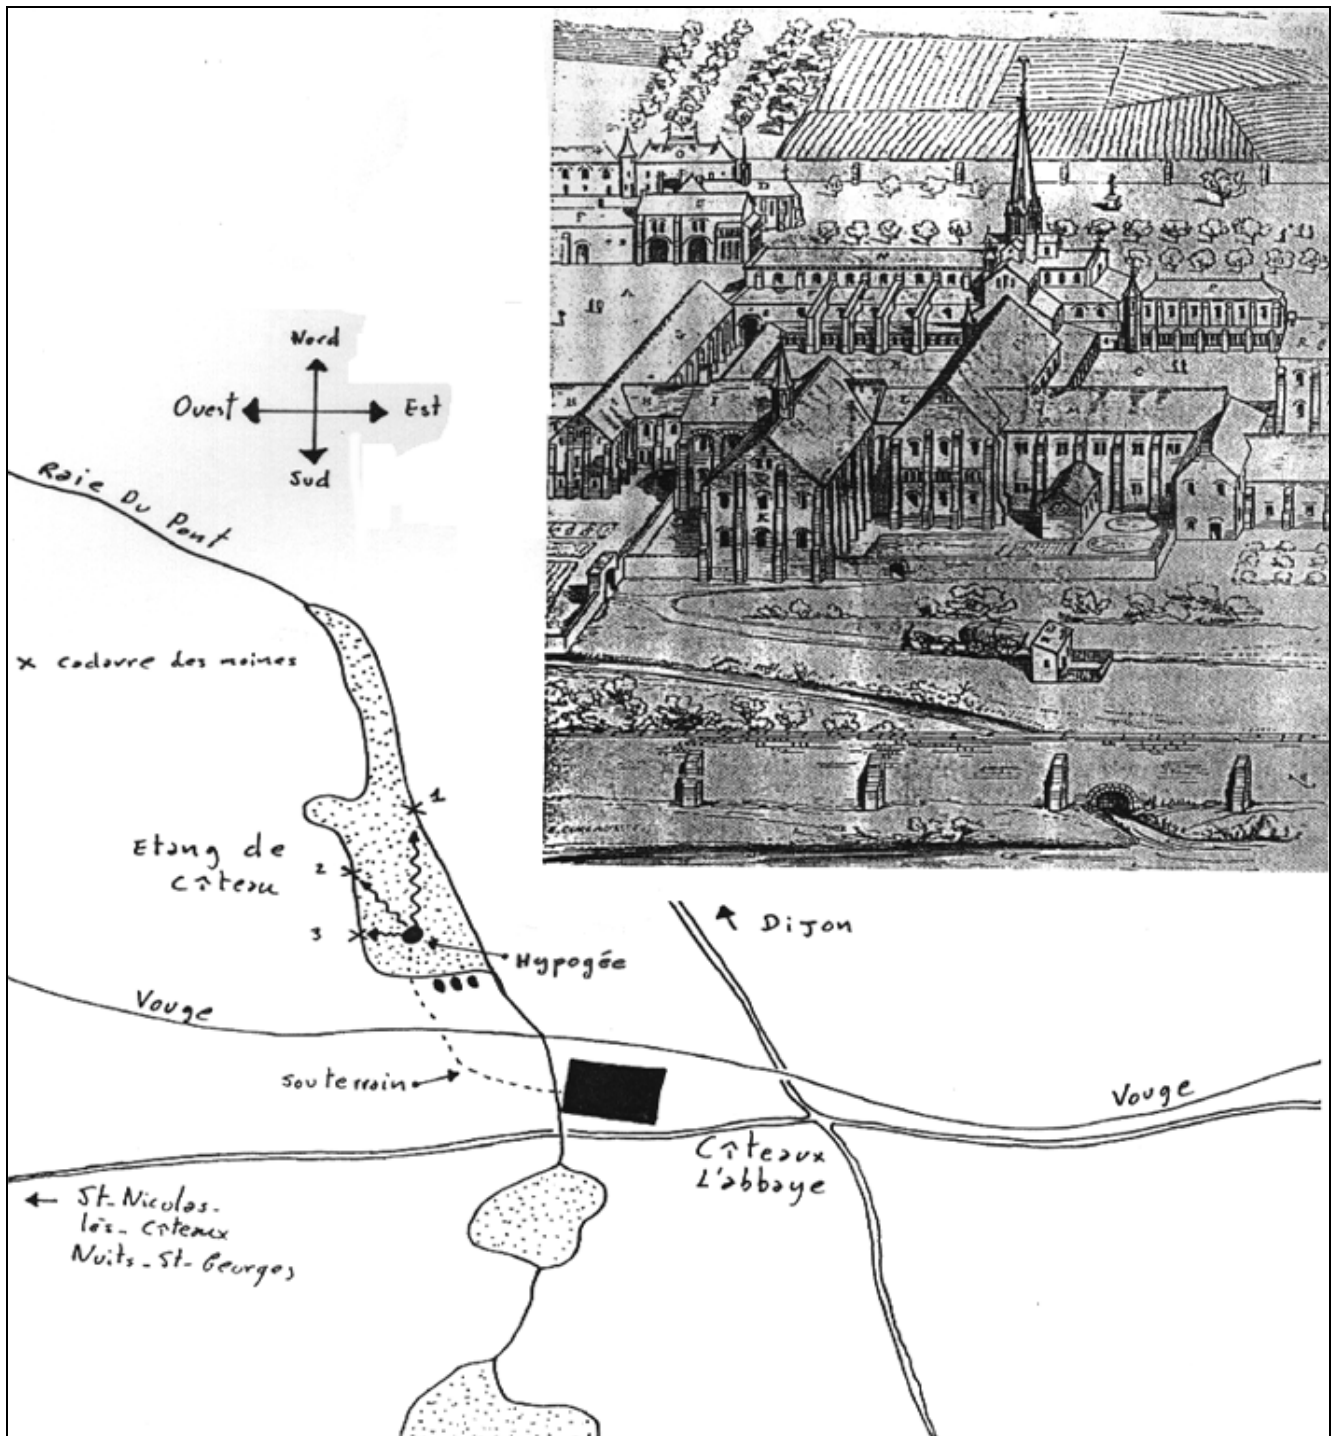 Nord
Ouest
Est
Sud
Raie Du Pont
x cadavre des moines
1
Etang de
Cîteau
2
3
Hypogée
Dijon
Vouge
souterrain
Vouge
Cîteaux
L'abbaye
St-Nicolas-
lès-Cîteaux
Nuits-St-Georges